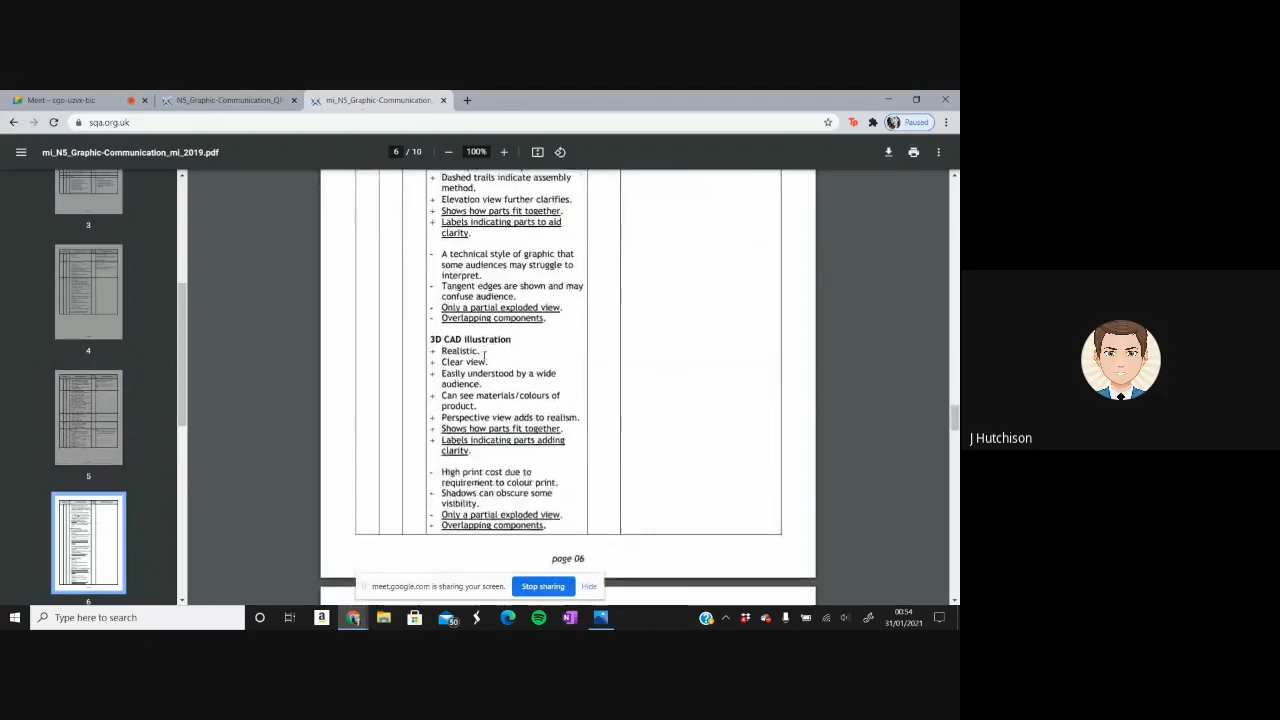 Meet – cgo-uzvx-bic
N5_Graphic-Communication_QP
mi_N5_Graphic-Communication_
sqa.org.uk
Paused
mi_N5_Graphic-Communication_mi_2019.pdf
6 / 10
100%
+ Dashed trails indicate assembly
method.
+ Elevation view further clarifies.
+ Shows how parts fit together.
+ Labels indicating parts to aid
clarity.
- A technical style of graphic that
some audiences may struggle to
interpret.
- Tangent edges are shown and may
confuse audience.
- Only a partial exploded view.
- Overlapping components.
3D CAD illustration
+ Realistic.
+ Clear view.
+ Easily understood by a wide
audience.
+ Can see materials/colours of
product.
+ Perspective view adds to realism.
+ Shows how parts fit together.
+ Labels indicating parts adding
clarity.
- High print cost due to
requirement to colour print.
- Shadows can obscure some
visibility.
- Only a partial exploded view.
- Overlapping components.
page 06
3
4
5
6
meet.google.com is sharing your screen.
Stop sharing
Hide
Type here to search
50
00:54
31/01/2021
J Hutchison